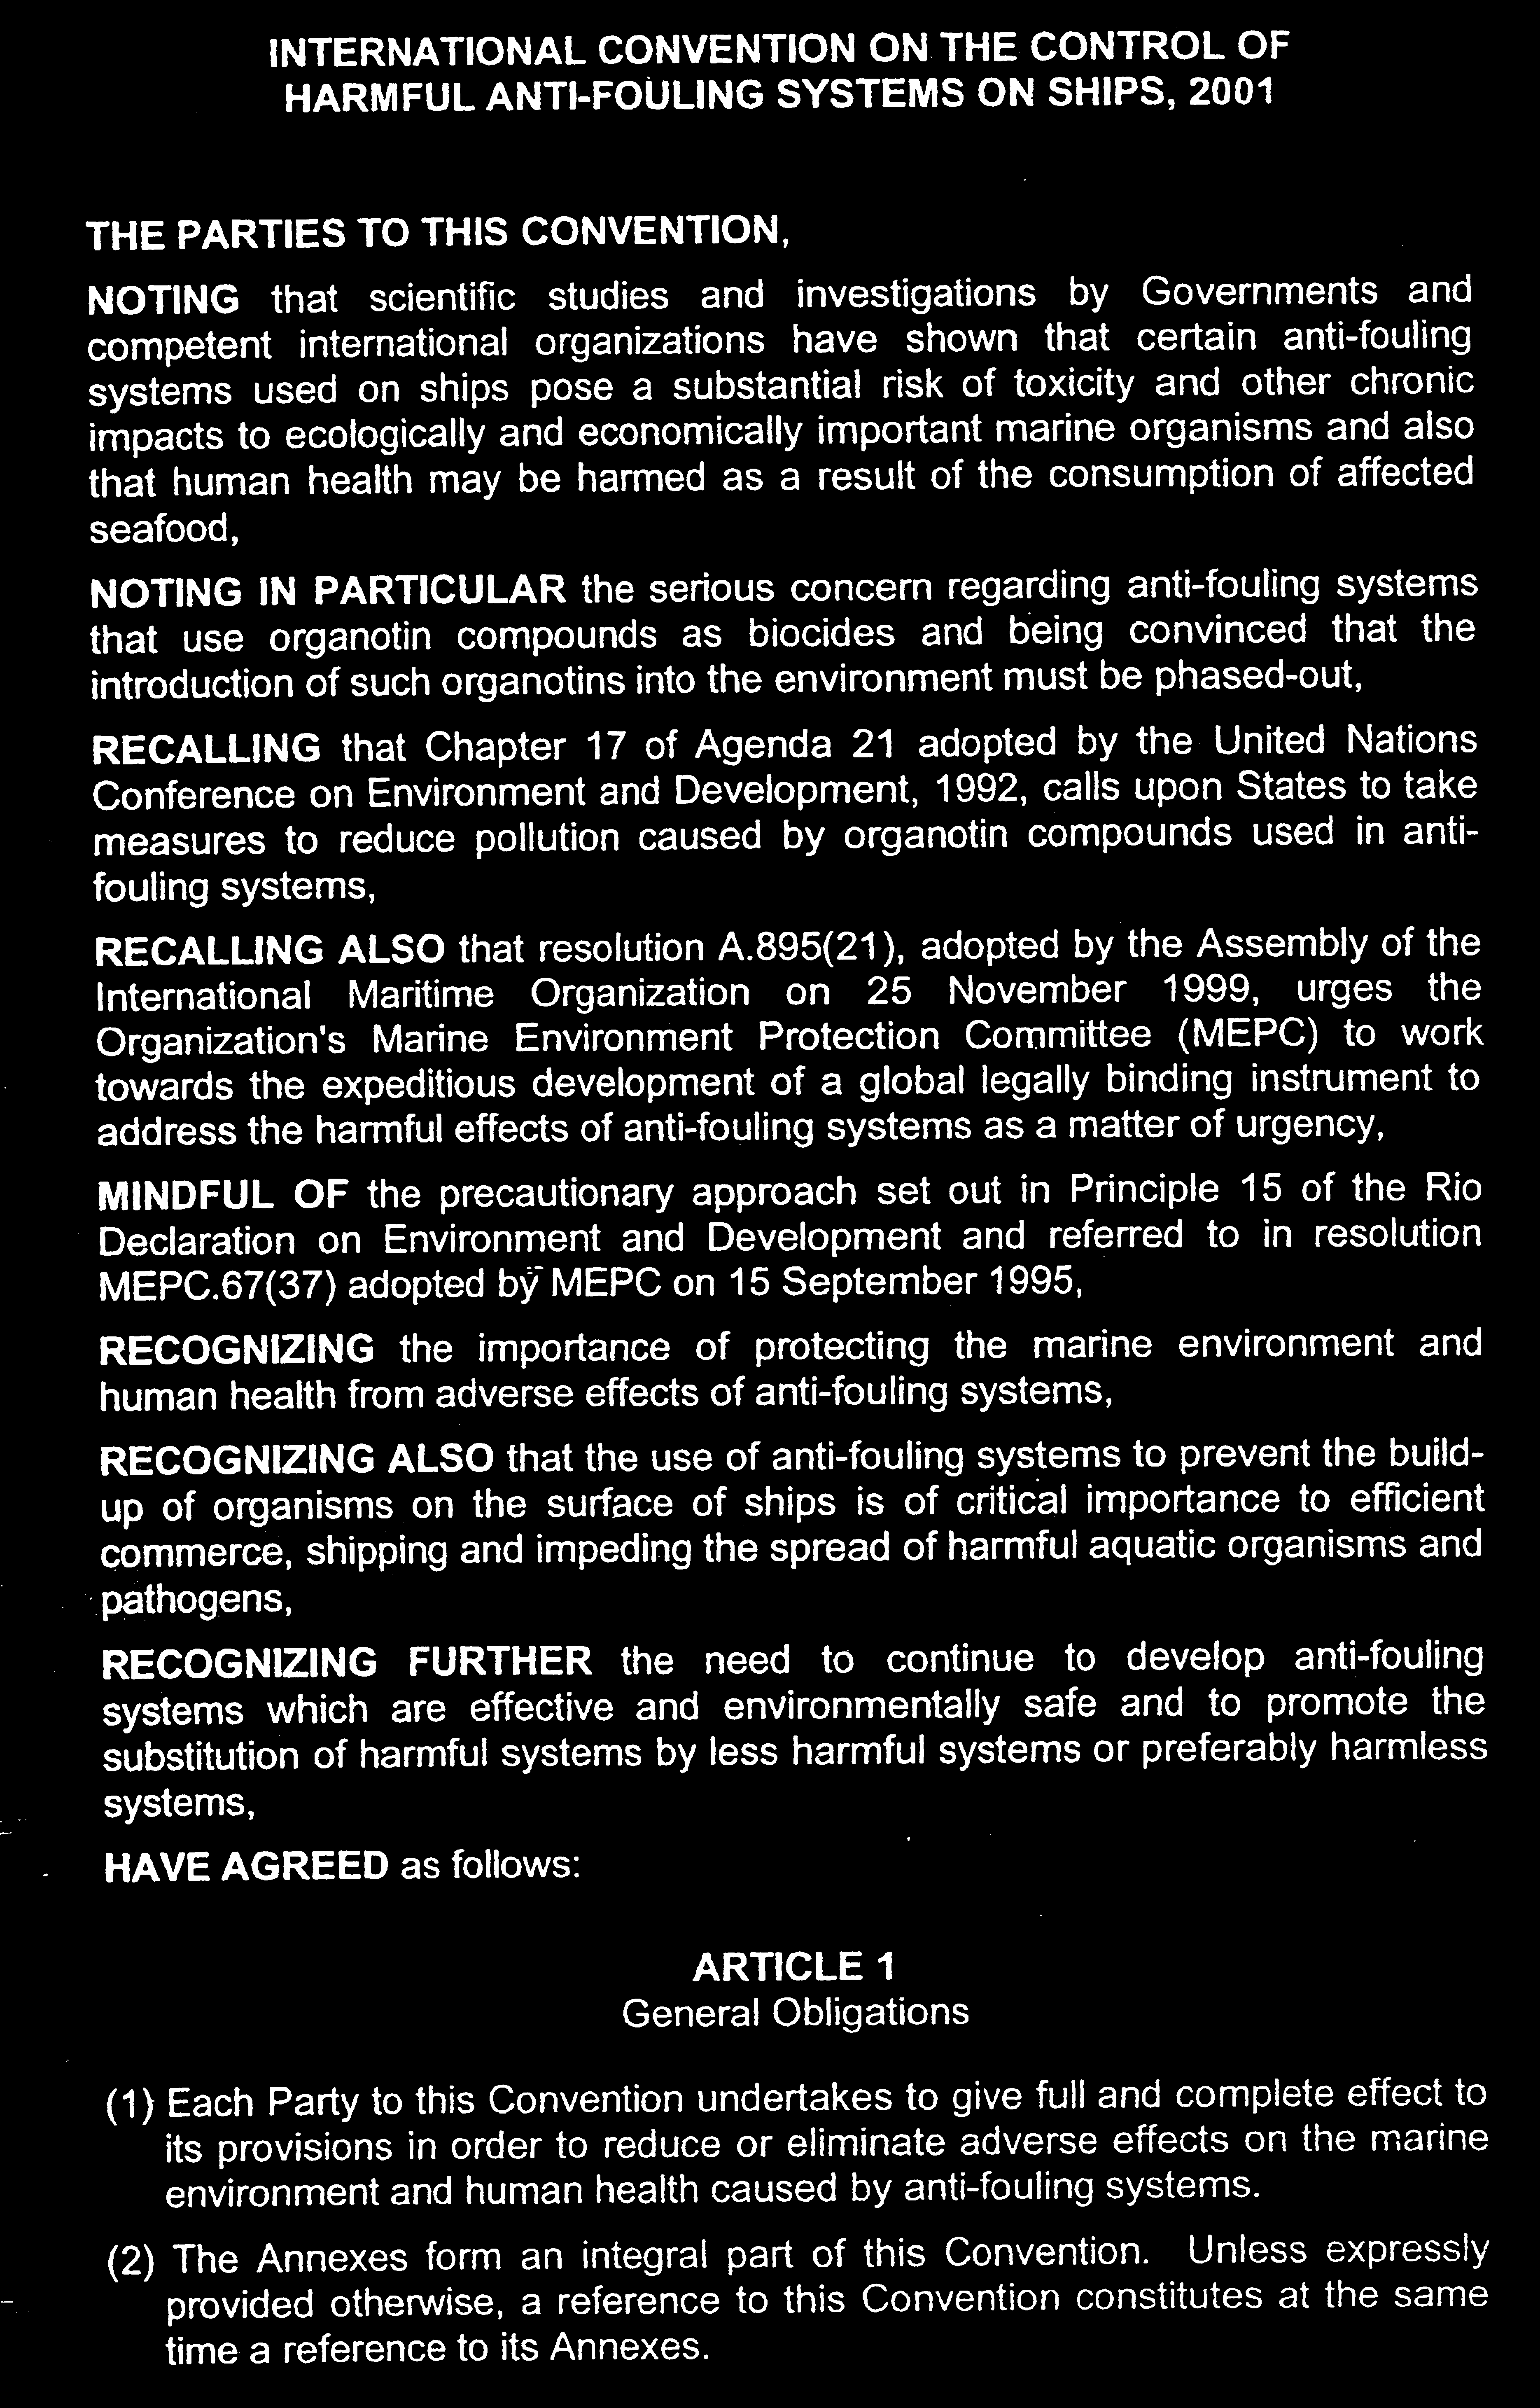 INTERNATIONAL CONVENTION ON THE CONTROL OF
HARMFUL ANTI-FOULING SYSTEMS ON SHIPS, 2001
THE PARTIES TO THIS CONVENTION,
NOTING that scientific studies and investigations by Governments and
competent international organizations have shown that certain anti-fouling
systems used on ships pose a substantial risk of toxicity and other chronic
impacts to ecologically and economically important marine organisms and also
that human health may be harmed as a result of the consumption of affected
seafood,
NOTING IN PARTICULAR the serious concern regarding anti-fouling systems
that use organotin compounds as biocides and being convinced that the
introduction of such organotins into the environment must be phased-out,
RECALLING that Chapter 17 of Agenda 21 adopted by the United Nations
Conference on Environment and Development, 1992, calls upon States to take
measures to reduce pollution caused by organotin compounds used in anti-
fouling systems,
RECALLING ALSO that resolution A.895(21), adopted by the Assembly of the
International Maritime Organization on 25 November 1999, urges the
Organization's Marine Environment Protection Committee (MEPC) to work
towards the expeditious development of a global legally binding instrument to
address the harmful effects of anti-fouling systems as a matter of urgency,
MINDFUL OF the precautionary approach set out in Principle 15 of the Rio
Declaration on Environment and Development and referred to in resolution
MEPC.67(37) adopted by MEPC on 15 September 1995,
RECOGNIZING the importance of protecting the marine environment and
human health from adverse effects of anti-fouling systems,
RECOGNIZING ALSO that the use of anti-fouling systems to prevent the build-
up of organisms on the surface of ships is of critical importance to efficient
commerce, shipping and impeding the spread of harmful aquatic organisms and
pathogens,
RECOGNIZING FURTHER the need to continue to develop anti-fouling
systems which are effective and environmentally safe and to promote the
substitution of harmful systems by less harmful systems or preferably harmless
systems,
HAVE AGREED as follows:
ARTICLE 1
General Obligations
(1) Each Party to this Convention undertakes to give full and complete effect to
its provisions in order to reduce or eliminate adverse effects on the marine
environment and human health caused by anti-fouling systems.
(2) The Annexes form an integral part of this Convention. Unless expressly
provided otherwise, a reference to this Convention constitutes at the same
time a reference to its Annexes.